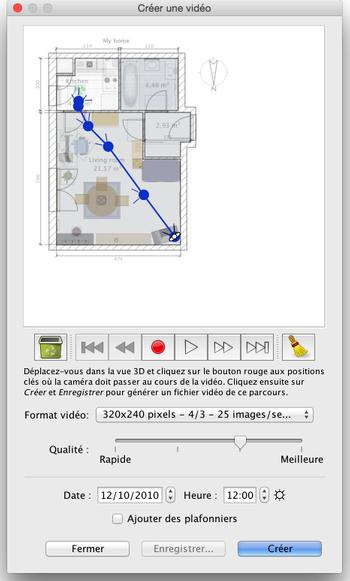 Créer une vidéo
My home
Kitchen
4,48 m²
2,93 m²
Living room
21,57 m²
N
474
Déplacez-vous dans la vue 3D et cliquez sur le bouton rouge aux positions
clés où la caméra doit passer au cours de la vidéo. Cliquez ensuite sur
Créer et Enregistrer pour générer un fichier vidéo de ce parcours.
Format vidéo: 320x240 pixels – 4/3 – 25 images/se...
Qualité :
Rapide Meilleure
Date : 12/10/2010 Heure : 12:00
Ajouter des plafonniers
Fermer Enregistrer... Créer